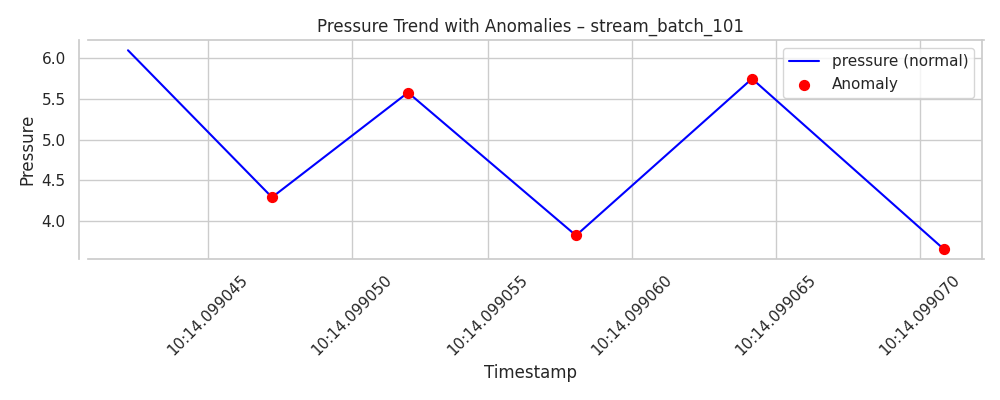 Pressure Trend with Anomalies – stream_batch_101
pressure (normal)
Anomaly
Pressure
6.0
5.5
5.0
4.5
4.0
10:14.099045
10:14.099050
10:14.099055
10:14.099060
10:14.099065
10:14.099070
Timestamp